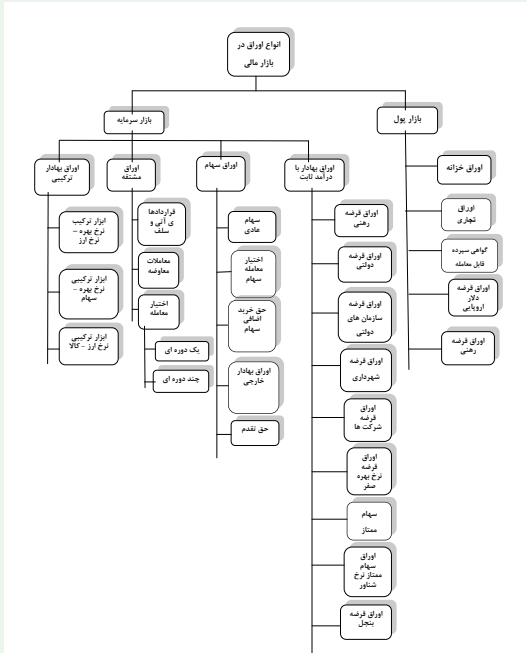 انواع اوراق در
بازار مالی
بازار پول
بازار سرمایه
اوراق خزانه
اوراق
تجاری
گواهی سپرده
قابل معامله
اوراق قرضه
دلار
اروپایی
اوراق قرضه
رهنی
اوراق بهادار با
درآمد ثابت
اوراق قرضه
رهنی
اوراق قرضه
دولتی
اوراق قرضه
سازمان های
دولتی
اوراق قرضه
شهرداری
اوراق
قرضه
شرکت ها
اوراق
قرضه
نرخ بهره
صفر
سهام
ممتاز
اوراق
سهام
ممتاز نرخ
شناور
اوراق قرضه
بنجل
اوراق سهام
سهام
عادی
اختیار
معامله
سهام
حق خرید
اضافی
سهام
اوراق بهادار
خارجی
حق تقدم
اوراق
مشتقه
قراردادها
ی آتی و
سلف
معاملات
معاوضه
اختیار
معامله
یک دوره ای
چند دوره ای
اوراق بهادار
ترکیبی
ابزار ترکیب
نرخ بهره –
نرخ ارز
ابزار ترکیبی
نرخ بهره –
سهام
ابزار ترکیبی
نرخ ارز – کالا